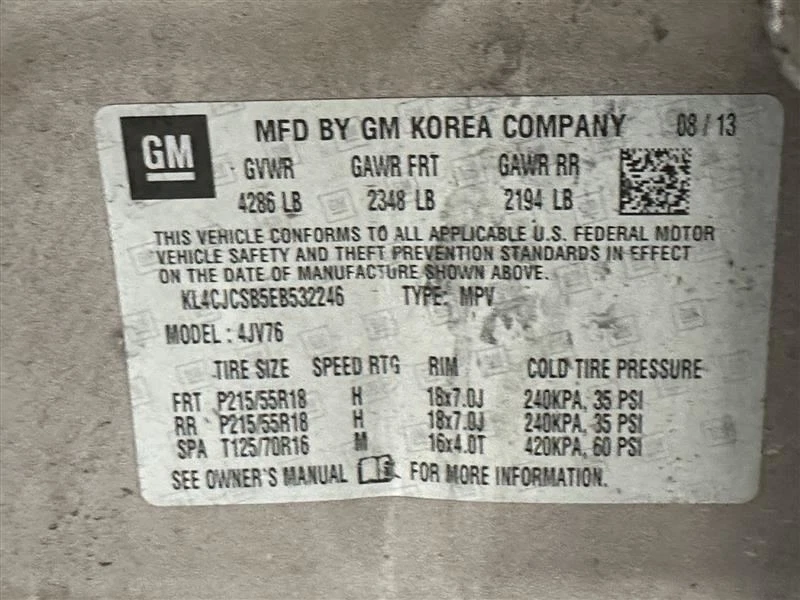 GM
MFD BY GM KOREA COMPANY 08 / 13
GVWR GAWR FRT GAWR RR
4286 LB 2348 LB 2194 LB
THIS VEHICLE CONFORMS TO ALL APPLICABLE U.S. FEDERAL MOTOR
VEHICLE SAFETY AND THEFT PREVENTION STANDARDS IN EFFECT
ON THE DATE OF MANUFACTURE SHOWN ABOVE.
KL4CJCSB5EB532246 TYPE: MPV
MODEL : 4JV76
TIRE SIZE SPEED RTG RIM COLD TIRE PRESSURE
FRT P215/55R18 H 18x7.0J 240KPA, 35 PSI
RR P215/55R18 H 18x7.0J 240KPA, 35 PSI
SPA T125/70R16 M 16x4.0T 420KPA, 60 PSI
SEE OWNER'S MANUAL FOR MORE INFORMATION.